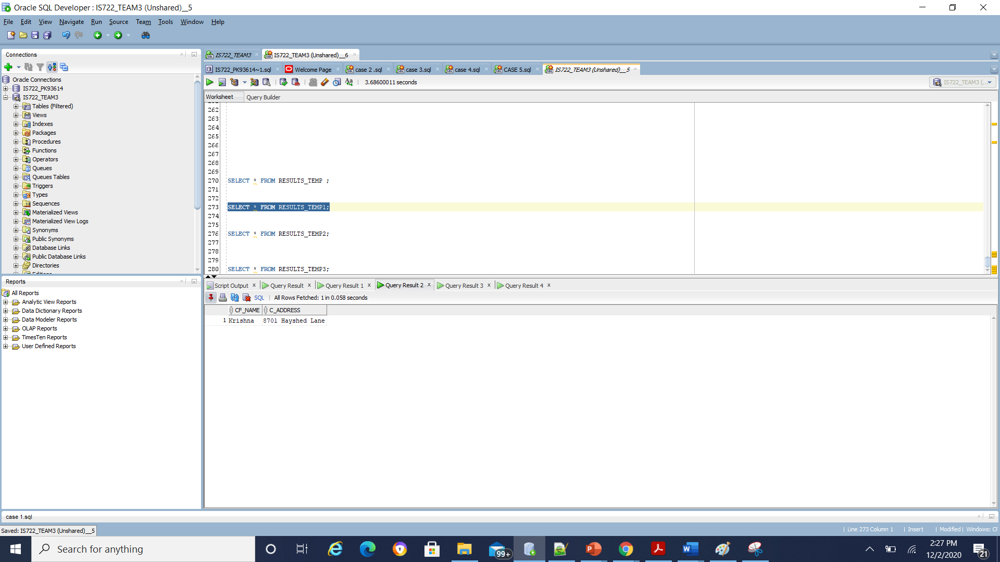 Oracle SQL Developer : IS722_TEAM3 (Unshared)__5
File Edit View Navigate Run Source Team Tools Window Help
Connections
Oracle Connections
IS722_PK93614
IS722_TEAM3
Tables (Filtered)
Views
Indexes
Packages
Procedures
Functions
Operators
Queues
Queues Tables
Triggers
Types
Sequences
Materialized Views
Materialized View Logs
Synonyms
Public Synonyms
Database Links
Public Database Links
Directories
Reports
All Reports
Analytic View Reports
Data Dictionary Reports
Data Modeler Reports
OLAP Reports
TimesTen Reports
User Defined Reports
IS722_TEAM3 IS722_TEAM3 (Unshared)__6
IS722_PK93614~1.sql Welcome Page case 2 .sql case 3.sql case 4.sql CASE 5.sql IS722_TEAM3 (Unshared)__5
3.68600011 seconds IS722_TEAM3 (...
Worksheet Query Builder
262
263
264
265
266
267
268
269
270 SELECT * FROM RESULTS_TEMP ;
271
272
273 SELECT * FROM RESULTS_TEMP1;
274
275
276 SELECT * FROM RESULTS_TEMP2;
277
278
279
280 SELECT * FROM RESULTS_TEMP3;
Script Output Query Result Query Result 1 Query Result 2 Query Result 3 Query Result 4
SQL All Rows Fetched: 1 in 0.058 seconds
CF_NAME C_ADDRESS
1 Krishna 8701 Hayshed Lane
case 1.sql
Saved: IS722_TEAM3 (Unshared)__5
Line 273 Column 1 Insert Modified Windows:
Search for anything
99+
2:27 PM
12/2/2020
21